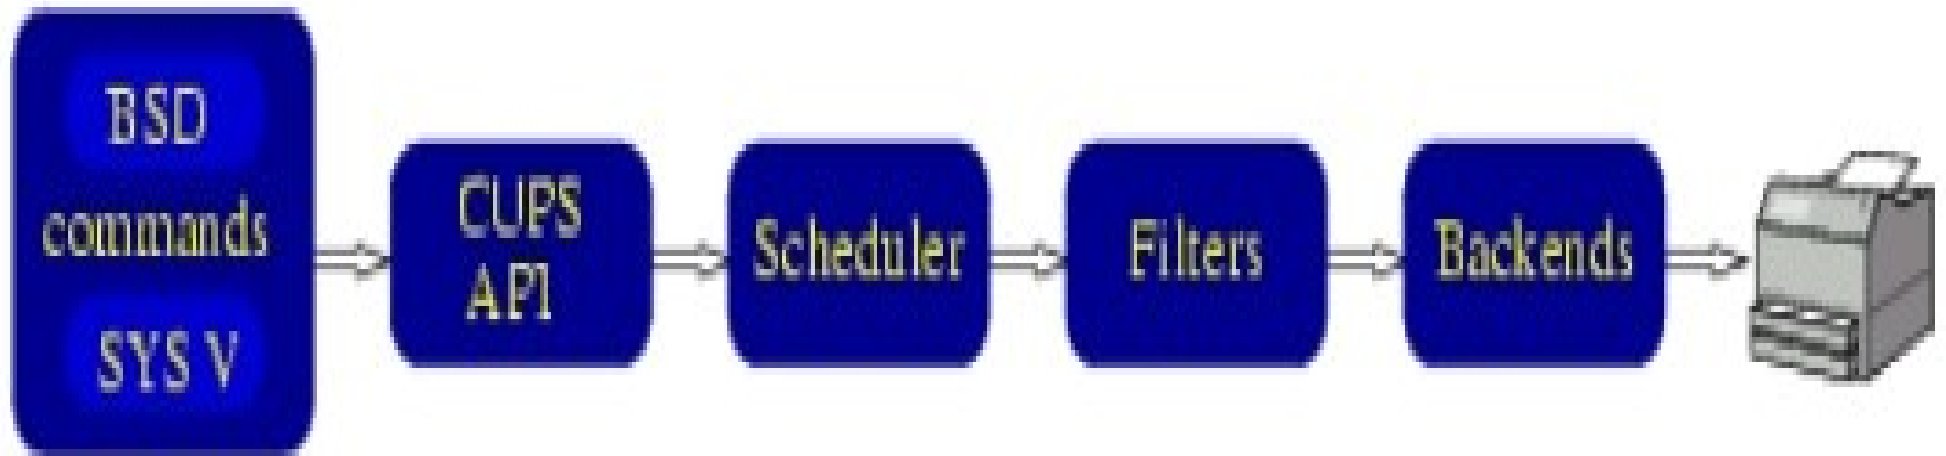 BSD
commands
SYS V
CUPS
API
Scheduler
Filters
Backends